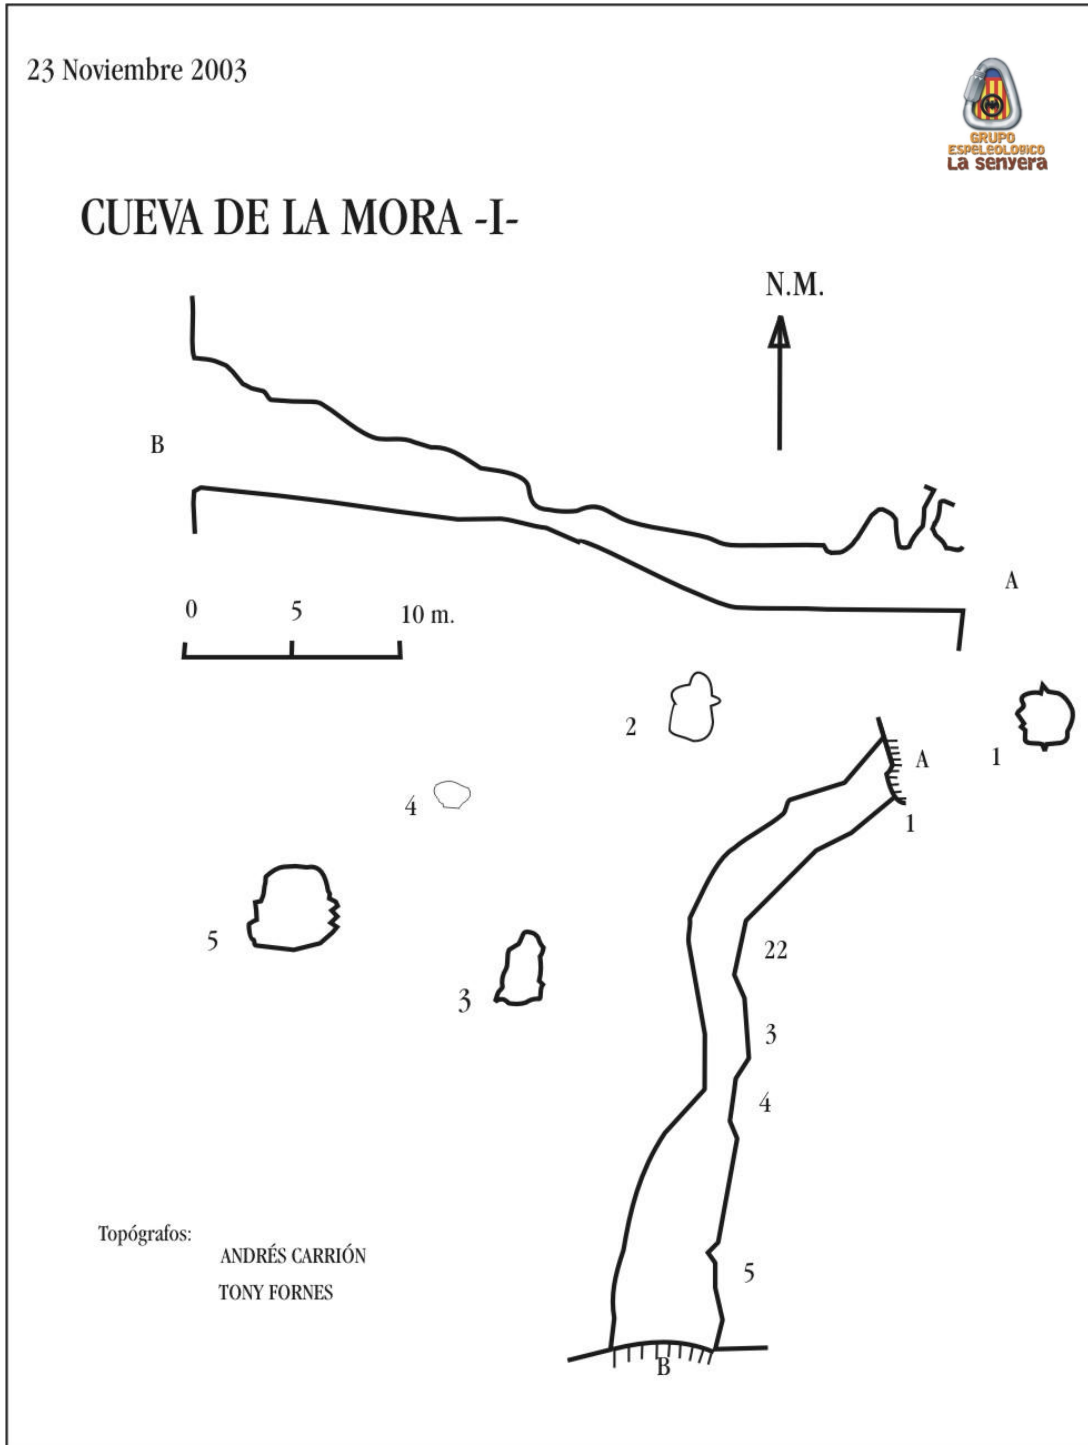 23 Noviembre 2003
GRUPO
ESPELEOLOGICO
La senyera
CUEVA DE LA MORA -I-
N.M.
B
A
0 5 10 m.
2
1
A
4
1
5
22
3
3
4
5
Topógrafos:
ANDRÉS CARRIÓN
TONY FORNES
B